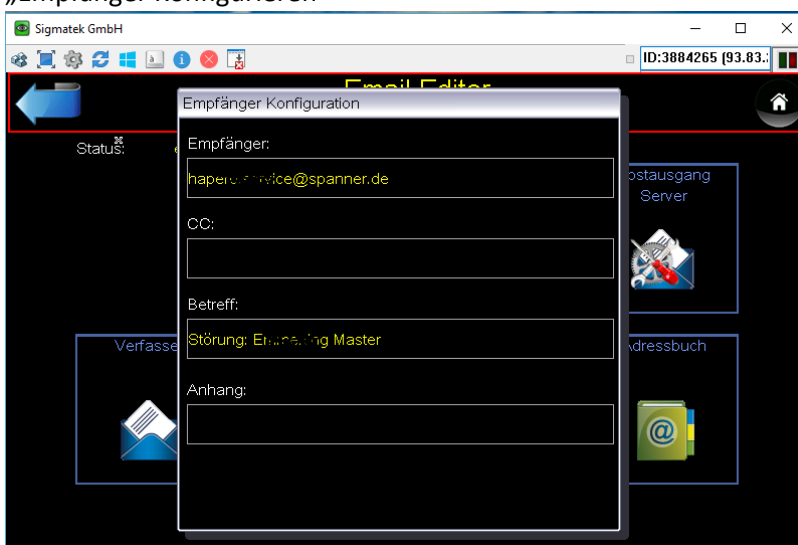 „Empfänger konfigurieren“
Sigmatek GmbH
ID:3884265 (93.83.:
Email Editor
Empfänger Konfiguration
Status:
Empfänger:
@spanner.de
CC:
Betreff:
Störung: Master
Anhang:
Postausgang
Server
Verfasse
Adressbuch